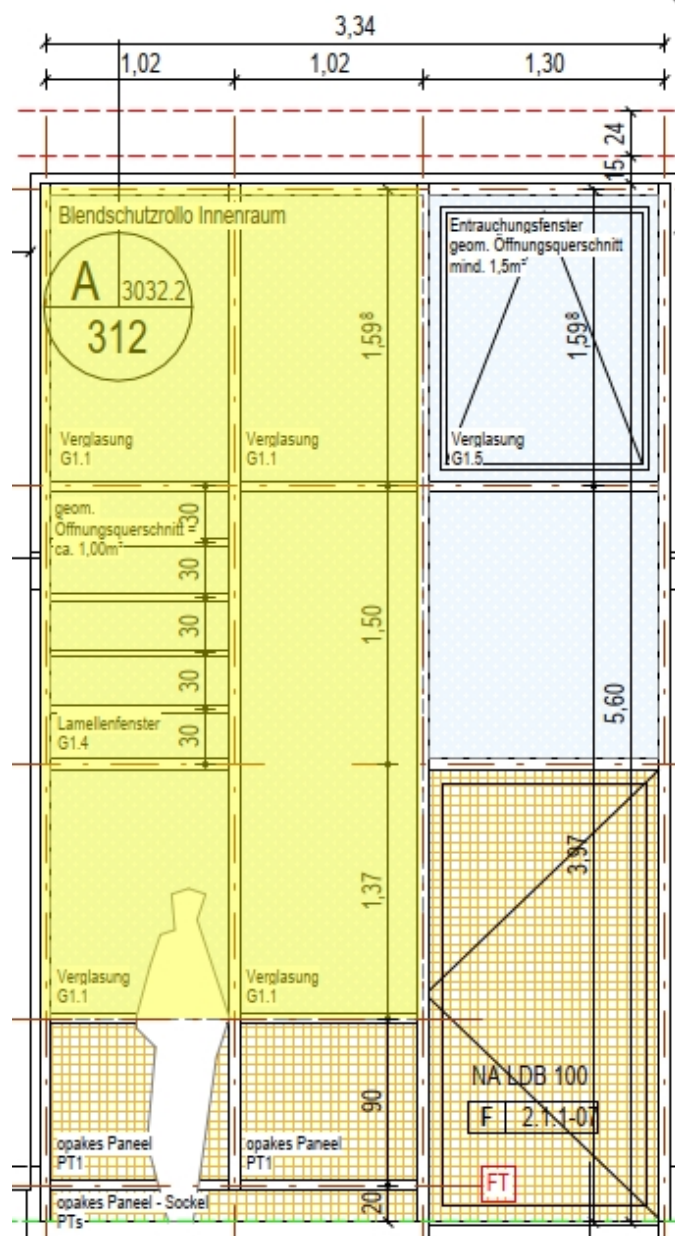 3,34
1,02
1,02
1,30
24
15
Blendschutzrollo Innenraum
Entrauchungsfenster
geom. Öffnungsquerschnitt
mind. 1,5m²
A
3032.2
312
1,59⁸
1,59⁸
Verglasung
G1.1
Verglasung
G1.1
Verglasung
G1.5
geom.
Öffnungsquerschnitt =
ca. 1,00m²
30
30
30
30
30
1,50
5,60
Lamellenfenster
G1.4
3,97
1,37
Verglasung
G1.1
Verglasung
G1.1
NA LDB 100
F
2.1.1-07
90
opakes Paneel
PT1
opakes Paneel
PT1
FT
opakes Paneel - Sockel
PTs
20